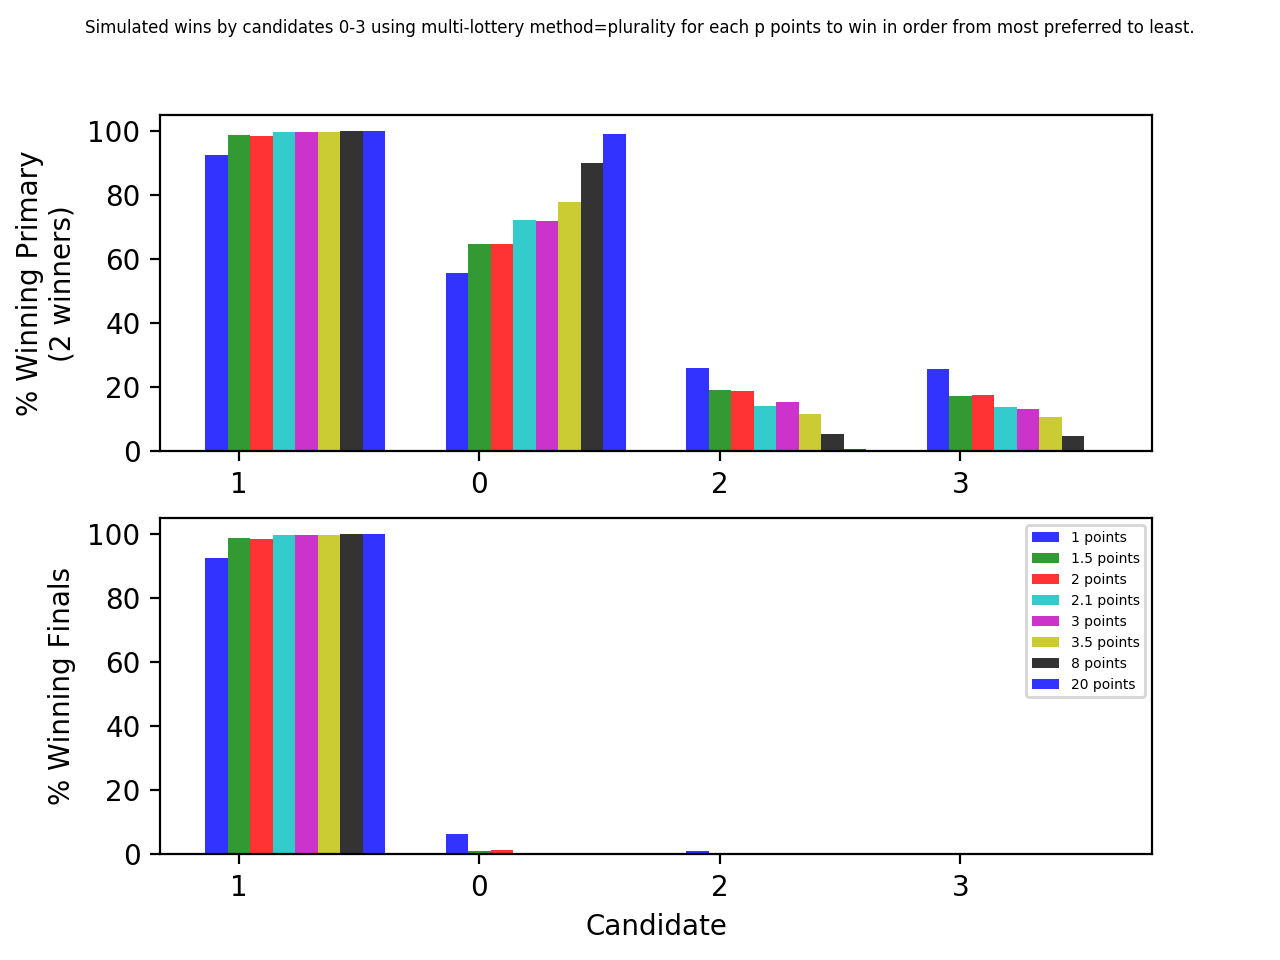 Simulated wins by candidates 0-3 using multi-lottery method=plurality for each p points to win in order from most preferred to least.
% Winning Primary
(2 winners)
100
80
60
40
20
0
1
0
2
3
% Winning Finals
100
80
60
40
20
0
1 points
1.5 points
2 points
2.1 points
3 points
3.5 points
8 points
20 points
1
0
2
3
Candidate